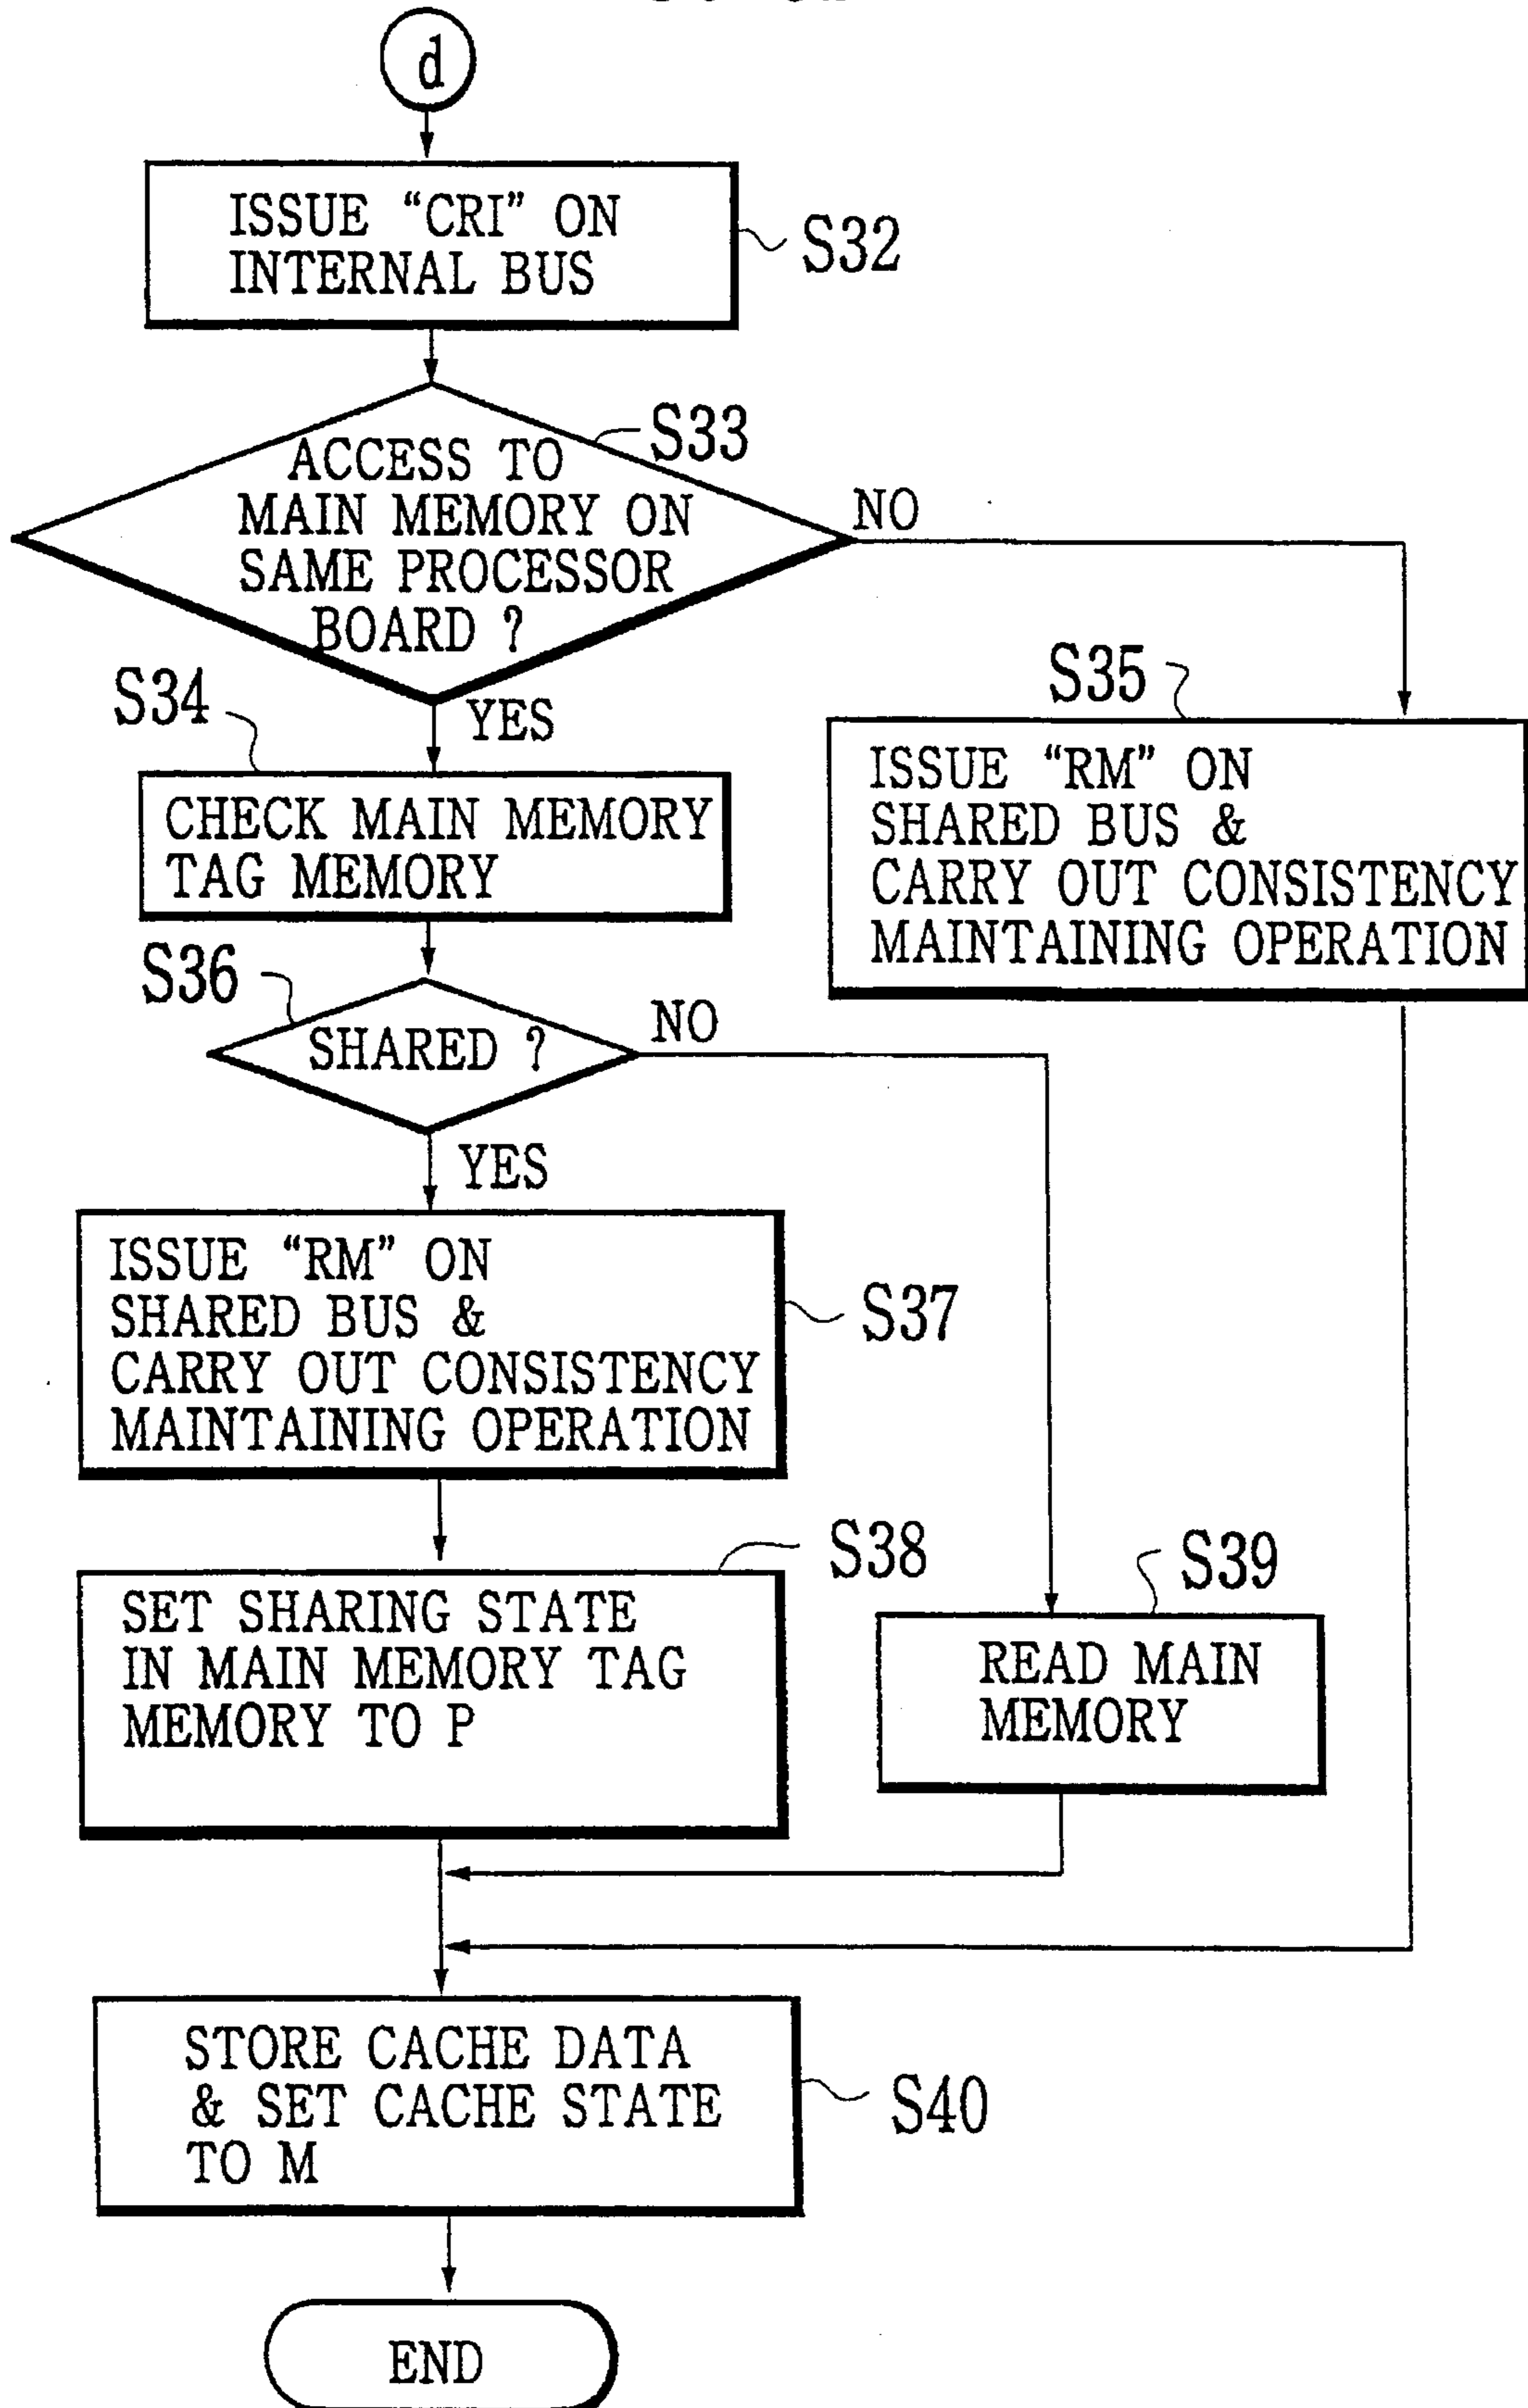 d
ISSUE “CRI” ON
INTERNAL BUS
S32
S33
ACCESS TO
MAIN MEMORY ON
SAME PROCESSOR
BOARD ?
NO
YES
S34
CHECK MAIN MEMORY
TAG MEMORY
S35
ISSUE “RM” ON
SHARED BUS &
CARRY OUT CONSISTENCY
MAINTAINING OPERATION
S36
SHARED ?
NO
YES
ISSUE “RM” ON
SHARED BUS &
CARRY OUT CONSISTENCY
MAINTAINING OPERATION
S37
S38
SET SHARING STATE
IN MAIN MEMORY TAG
MEMORY TO P
S39
READ MAIN
MEMORY
STORE CACHE DATA
& SET CACHE STATE
TO M
S40
END